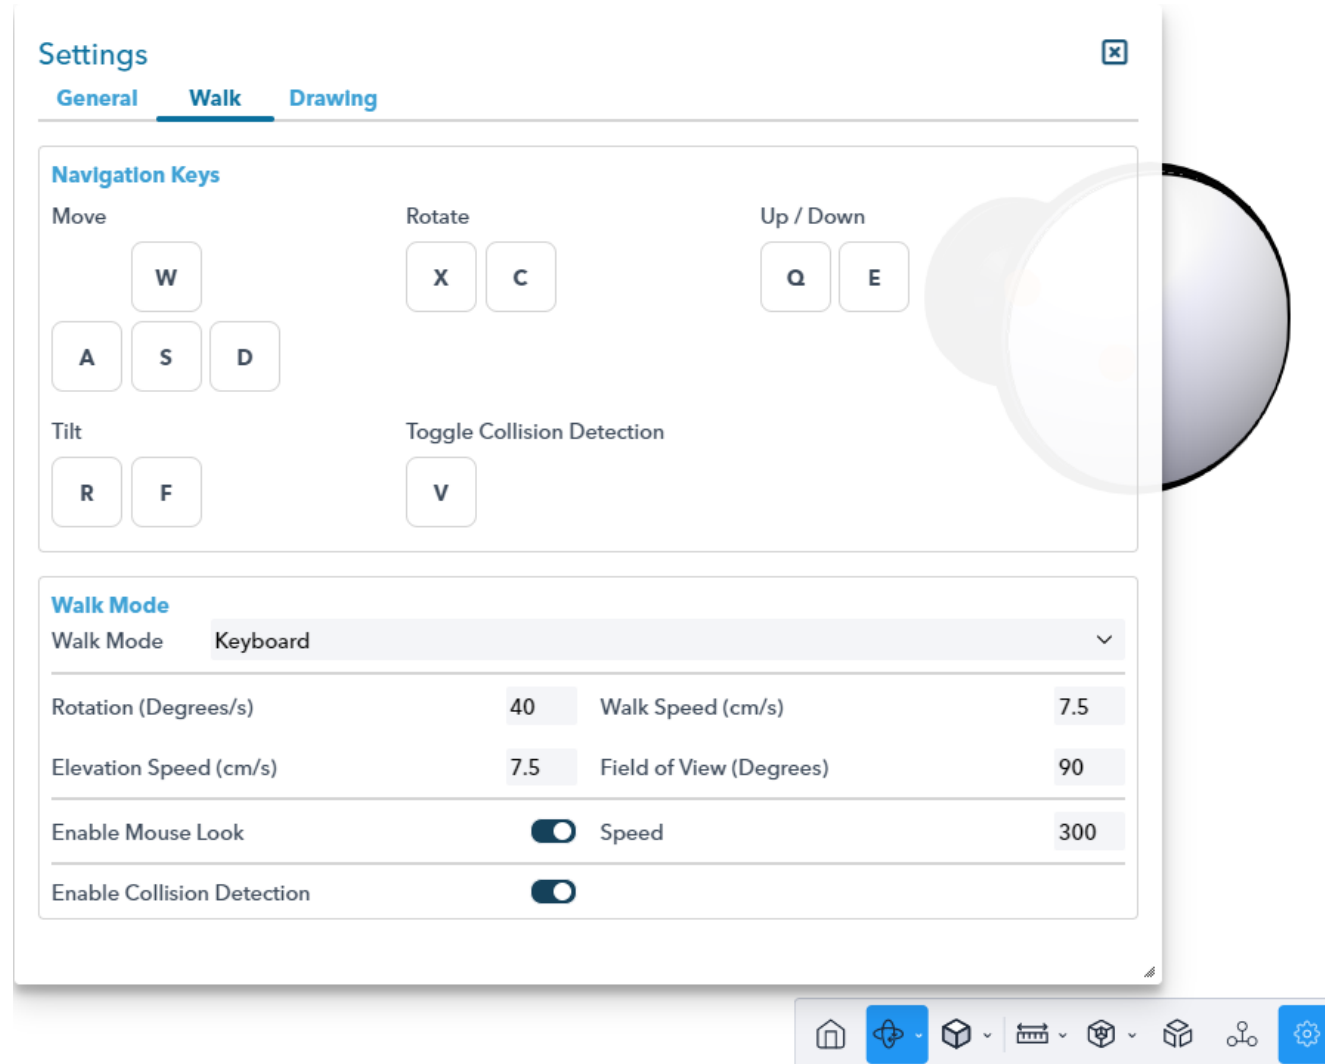 Settings
General Walk Drawing
Navigation Keys
Move Rotate Up / Down
W X C Q E
A S D
Tilt Toggle Collision Detection
R F V
Walk Mode
Walk Mode Keyboard
Rotation (Degrees/s) 40 Walk Speed (cm/s) 7.5
Elevation Speed (cm/s) 7.5 Field of View (Degrees) 90
Enable Mouse Look Speed 300
Enable Collision Detection